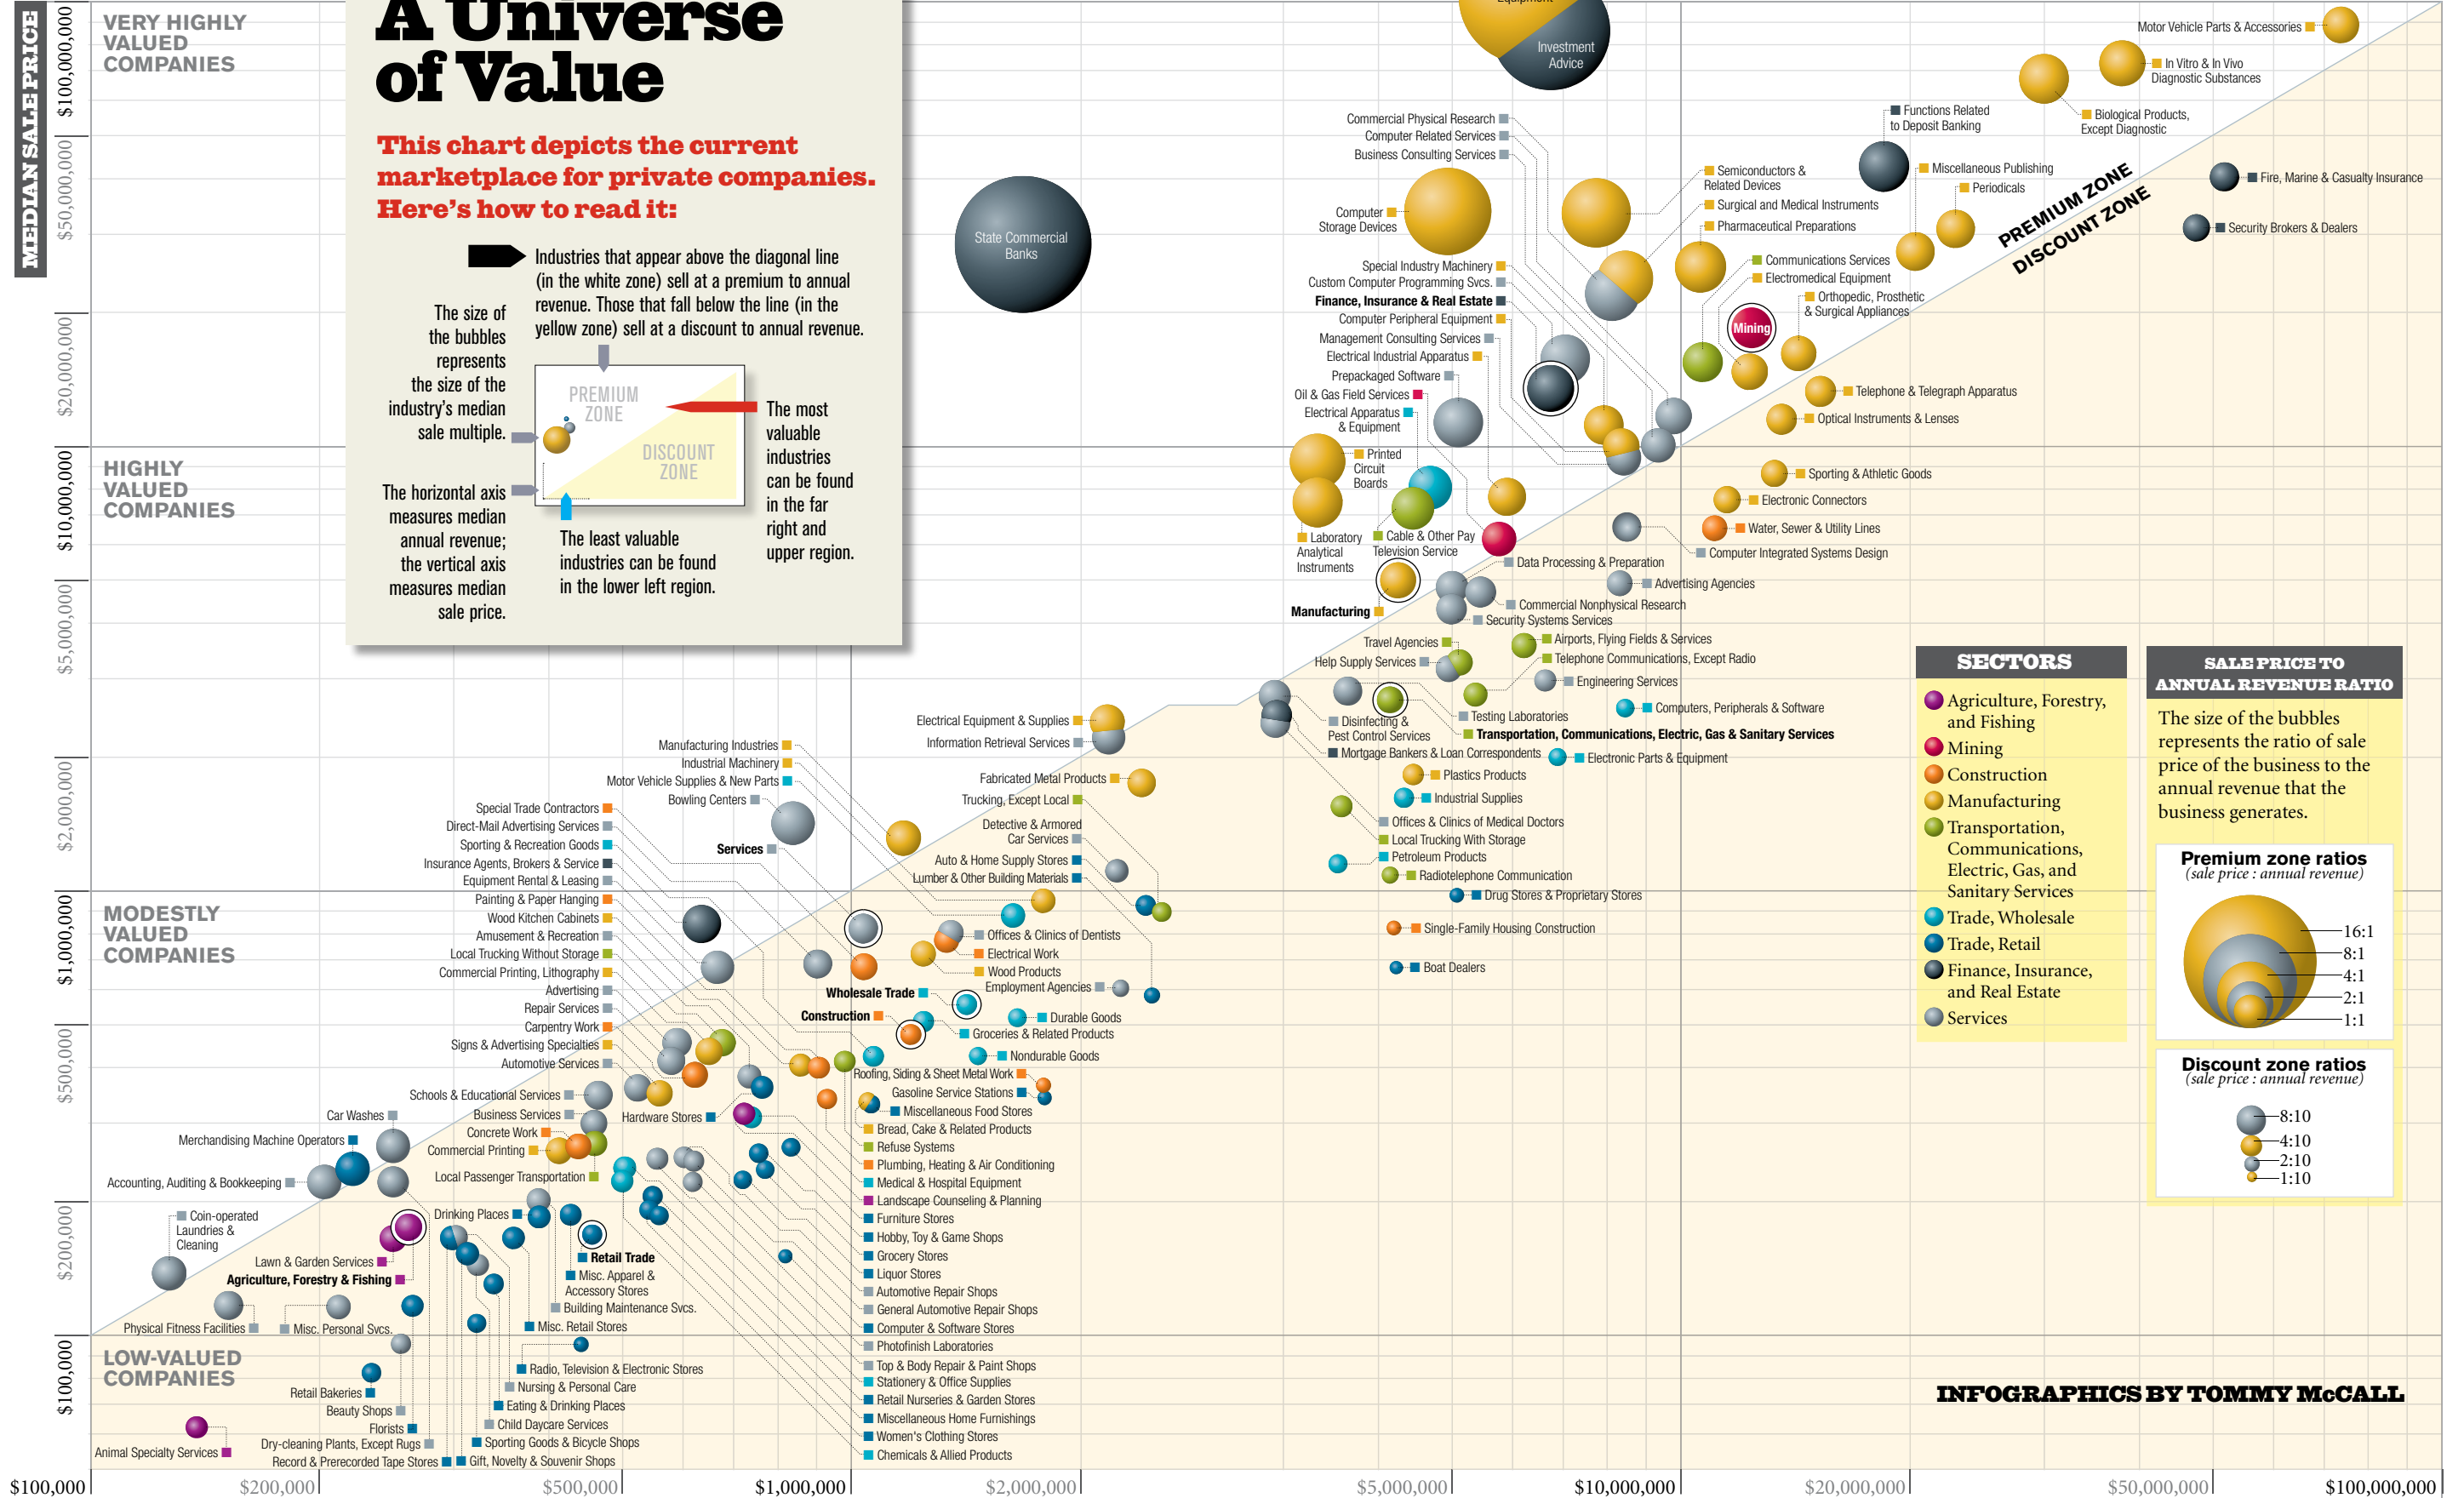 MEDIAN SALE PRICE
$100,000,000
$50,000,000
$20,000,000
$10,000,000
$5,000,000
$2,000,000
$1,000,000
$500,000
$200,000
$100,000
VERY HIGHLY
VALUED
COMPANIES
HIGHLY
VALUED
COMPANIES
MODESTLY
VALUED
COMPANIES
LOW-VALUED
COMPANIES
A Universe
of Value
This chart depicts the current
marketplace for private companies.
Here's how to read it:
Industries that appear above the diagonal line
(in the white zone) sell at a premium to annual
revenue. Those that fall below the line (in the
yellow zone) sell at a discount to annual revenue.
The size of
the bubbles
represents
the size of the
industry's median
sale multiple.
PREMIUM
ZONE
DISCOUNT
ZONE
The most
valuable
industries
can be found
in the far
right and
upper region.
The horizontal axis
measures median
annual revenue;
the vertical axis
measures median
sale price.
The least valuable
industries can be found
in the lower left region.
Equipment
Investment
Advice
State Commercial
Banks
Motor Vehicle Parts & Accessories
In Vitro & In Vivo
Diagnostic Substances
Biological Products,
Except Diagnostic
Functions Related
to Deposit Banking
Commercial Physical Research
Computer Related Services
Business Consulting Services
Semiconductors &
Related Devices
Miscellaneous Publishing
Periodicals
PREMIUM ZONE
DISCOUNT ZONE
Fire, Marine & Casualty Insurance
Security Brokers & Dealers
Computer
Storage Devices
Surgical and Medical Instruments
Pharmaceutical Preparations
Special Industry Machinery
Custom Computer Programming Svcs.
Finance, Insurance & Real Estate
Computer Peripheral Equipment
Management Consulting Services
Electrical Industrial Apparatus
Prepackaged Software
Oil & Gas Field Services
Electrical Apparatus
& Equipment
Communications Services
Electromedical Equipment
Orthopedic, Prosthetic
& Surgical Appliances
Mining
Telephone & Telegraph Apparatus
Optical Instruments & Lenses
Printed
Circuit
Boards
Sporting & Athletic Goods
Electronic Connectors
Water, Sewer & Utility Lines
Computer Integrated Systems Design
Laboratory
Analytical
Instruments
Cable & Other Pay
Television Service
Data Processing & Preparation
Advertising Agencies
Manufacturing
Commercial Nonphysical Research
Security Systems Services
Travel Agencies
Help Supply Services
Airports, Flying Fields & Services
Telephone Communications, Except Radio
Engineering Services
Computers, Peripherals & Software
Disinfecting &
Pest Control Services
Testing Laboratories
Transportation, Communications, Electric, Gas & Sanitary Services
Mortgage Bankers & Loan Correspondents
Electronic Parts & Equipment
Plastics Products
Industrial Supplies
Offices & Clinics of Medical Doctors
Local Trucking With Storage
Petroleum Products
Radiotelephone Communication
Drug Stores & Proprietary Stores
Single-Family Housing Construction
Boat Dealers
Electrical Equipment & Supplies
Information Retrieval Services
Manufacturing Industries
Industrial Machinery
Motor Vehicle Supplies & New Parts
Bowling Centers
Services
Fabricated Metal Products
Trucking, Except Local
Detective & Armored
Car Services
Auto & Home Supply Stores
Lumber & Other Building Materials
Special Trade Contractors
Direct-Mail Advertising Services
Sporting & Recreation Goods
Insurance Agents, Brokers & Service
Equipment Rental & Leasing
Painting & Paper Hanging
Wood Kitchen Cabinets
Amusement & Recreation
Local Trucking Without Storage
Commercial Printing, Lithography
Advertising
Repair Services
Carpentry Work
Signs & Advertising Specialties
Automotive Services
Offices & Clinics of Dentists
Electrical Work
Wood Products
Employment Agencies
Wholesale Trade
Construction
Durable Goods
Groceries & Related Products
Nondurable Goods
Roofing, Siding & Sheet Metal Work
Gasoline Service Stations
Miscellaneous Food Stores
Schools & Educational Services
Business Services
Hardware Stores
Concrete Work
Commercial Printing
Local Passenger Transportation
Car Washes
Merchandising Machine Operators
Accounting, Auditing & Bookkeeping
Coin-operated
Laundries &
Cleaning
Lawn & Garden Services
Agriculture, Forestry & Fishing
Physical Fitness Facilities
Misc. Personal Svcs.
Drinking Places
Retail Trade
Misc. Apparel &
Accessory Stores
Building Maintenance Svcs.
Misc. Retail Stores
Radio, Television & Electronic Stores
Nursing & Personal Care
Eating & Drinking Places
Child Daycare Services
Sporting Goods & Bicycle Shops
Gift, Novelty & Souvenir Shops
Retail Bakeries
Beauty Shops
Florists
Dry-cleaning Plants, Except Rugs
Record & Prerecorded Tape Stores
Animal Specialty Services
Bread, Cake & Related Products
Refuse Systems
Plumbing, Heating & Air Conditioning
Medical & Hospital Equipment
Landscape Counseling & Planning
Furniture Stores
Hobby, Toy & Game Shops
Grocery Stores
Liquor Stores
Automotive Repair Shops
General Automotive Repair Shops
Computer & Software Stores
Photofinish Laboratories
Top & Body Repair & Paint Shops
Stationery & Office Supplies
Retail Nurseries & Garden Stores
Miscellaneous Home Furnishings
Women's Clothing Stores
Chemicals & Allied Products
SECTORS
Agriculture, Forestry,
and Fishing
Mining
Construction
Manufacturing
Transportation,
Communications,
Electric, Gas, and
Sanitary Services
Trade, Wholesale
Trade, Retail
Finance, Insurance,
and Real Estate
Services
SALE PRICE TO
ANNUAL REVENUE RATIO
The size of the bubbles
represents the ratio of sale
price of the business to the
annual revenue that the
business generates.
Premium zone ratios
(sale price : annual revenue)
16:1
8:1
4:1
2:1
1:1
Discount zone ratios
(sale price : annual revenue)
8:10
4:10
2:10
1:10
INFOGRAPHICS BY TOMMY McCALL
$100,000
$200,000
$500,000
$1,000,000
$2,000,000
$5,000,000
$10,000,000
$20,000,000
$50,000,000
$100,000,000